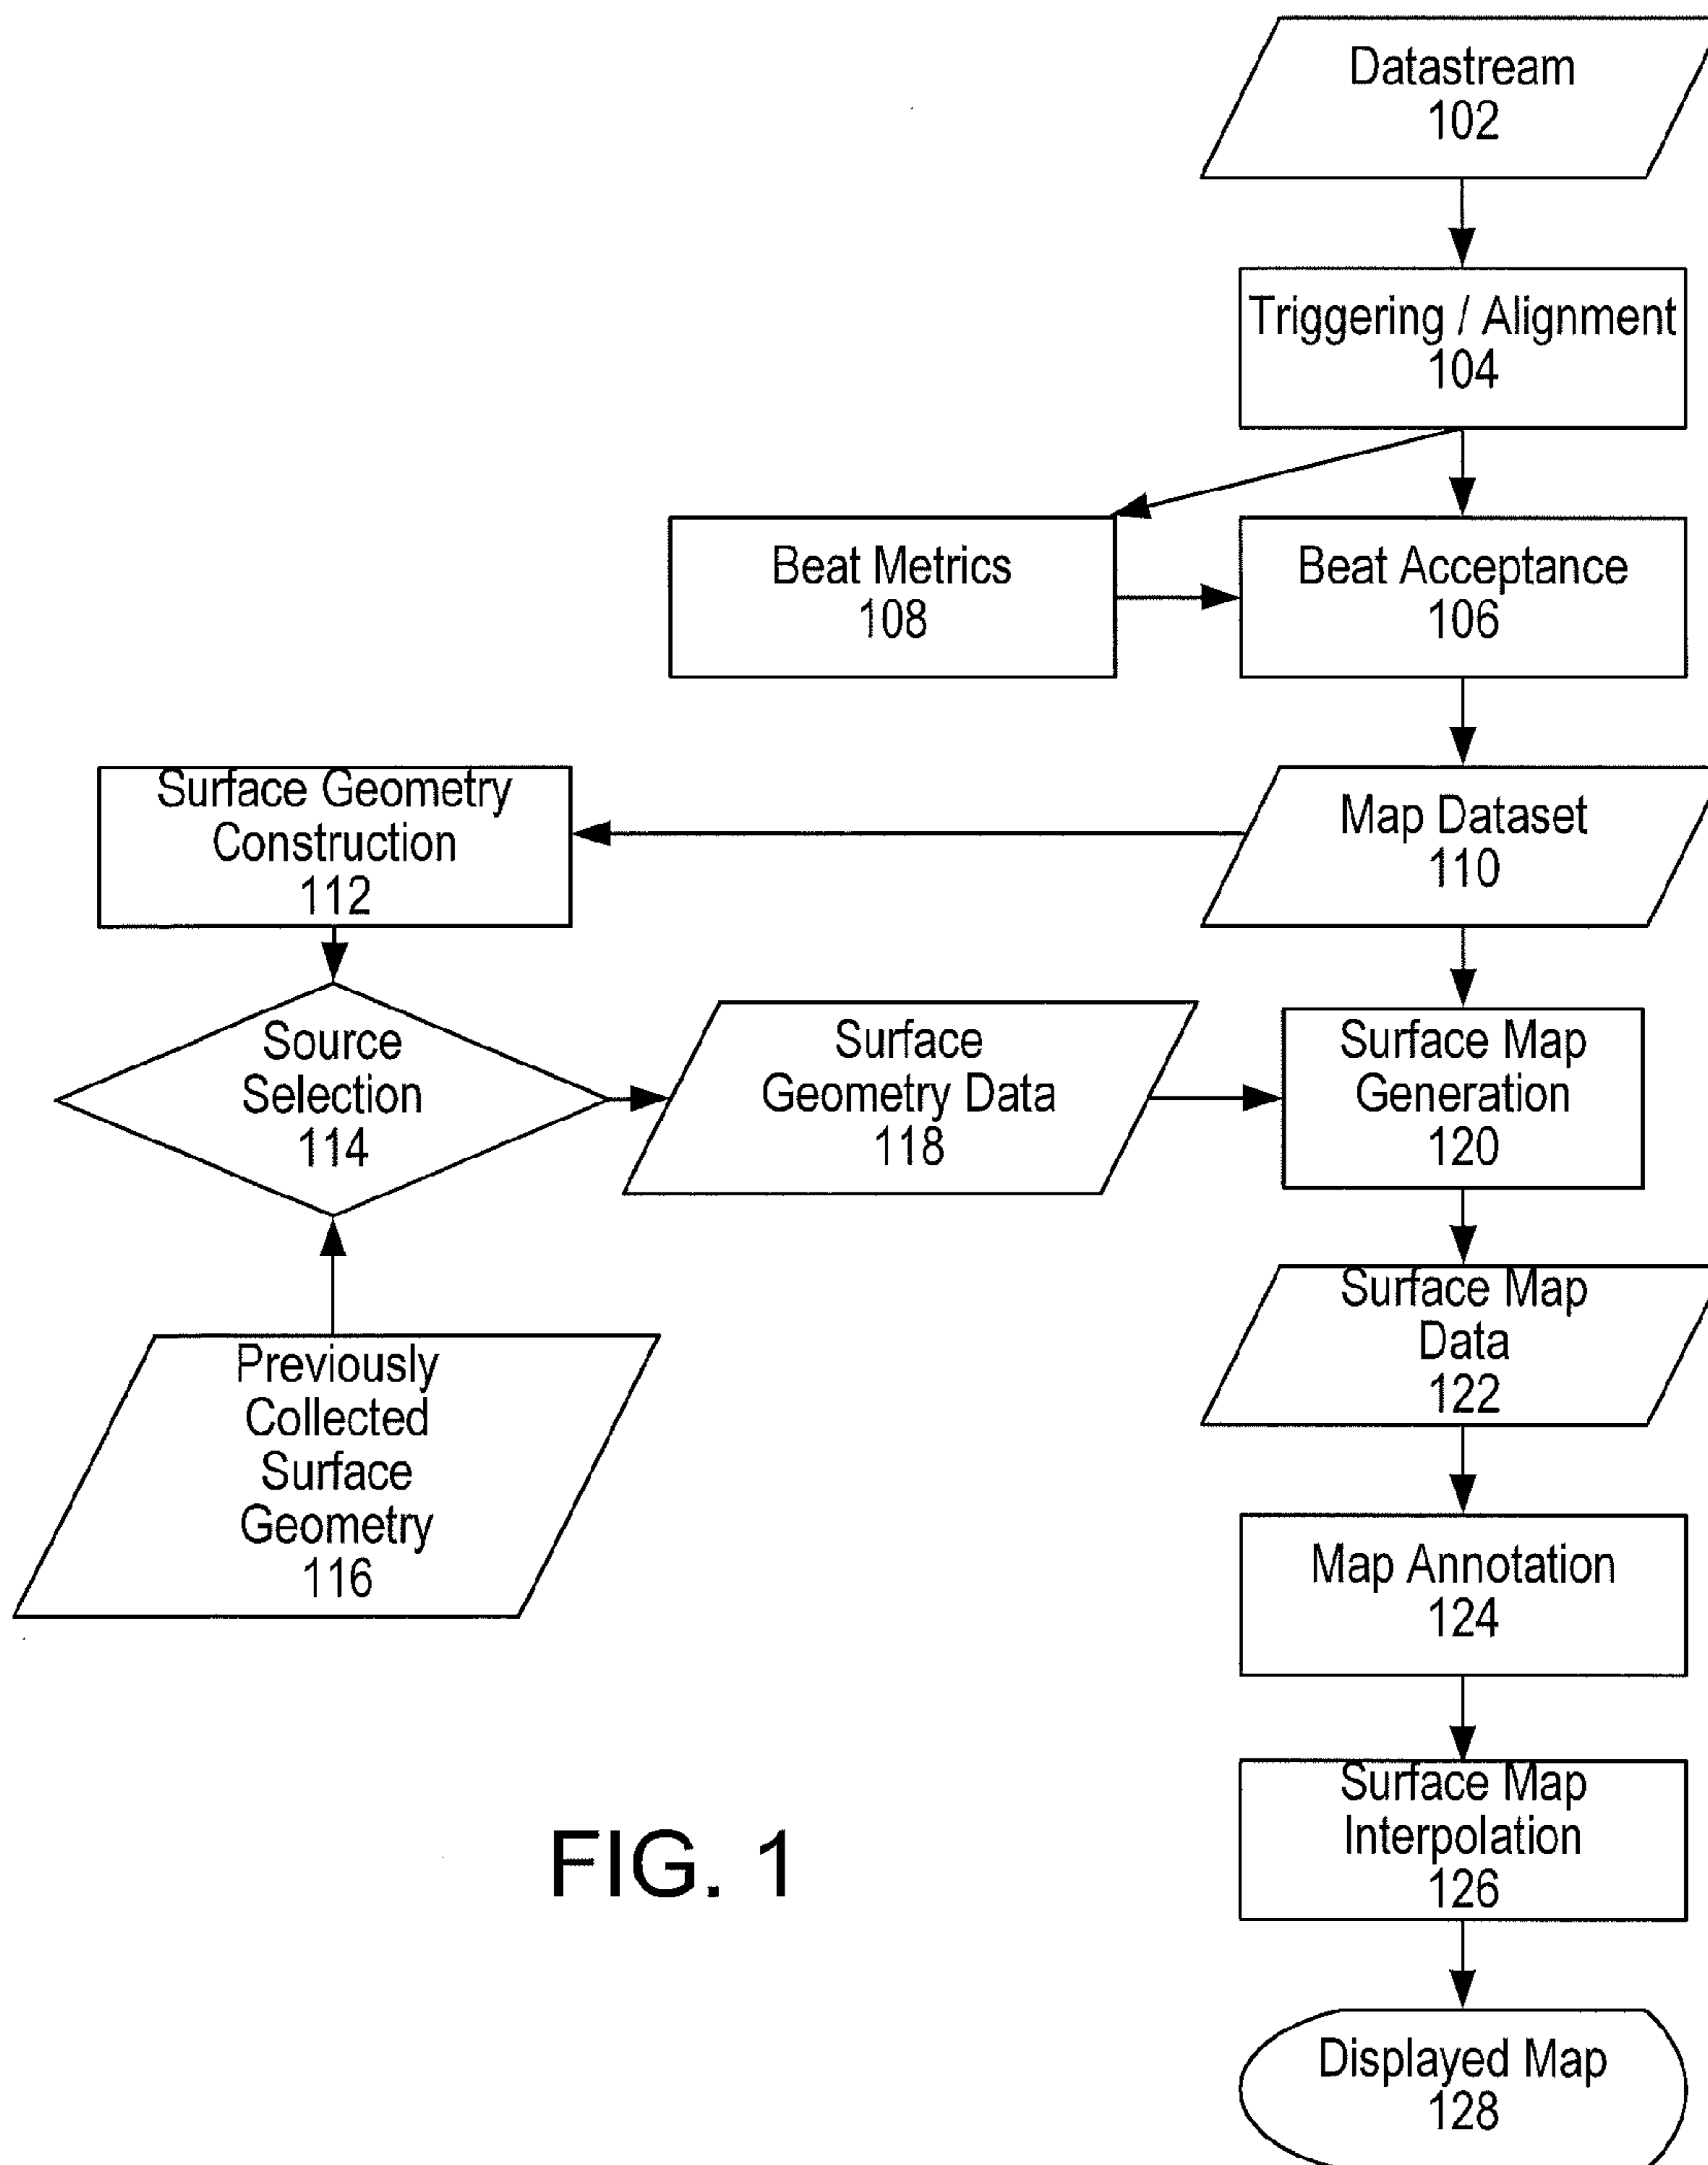 Datastream
102
Triggering / Alignment
104
Beat Metrics
108
Beat Acceptance
106
Surface Geometry
Construction
112
Map Dataset
110
Source
Selection
114
Surface
Geometry Data
118
Surface Map
Generation
120
Previously
Collected
Surface
Geometry
116
Surface Map
Data
122
Map Annotation
124
Surface Map
Interpolation
126
FIG. 1
Displayed Map
128